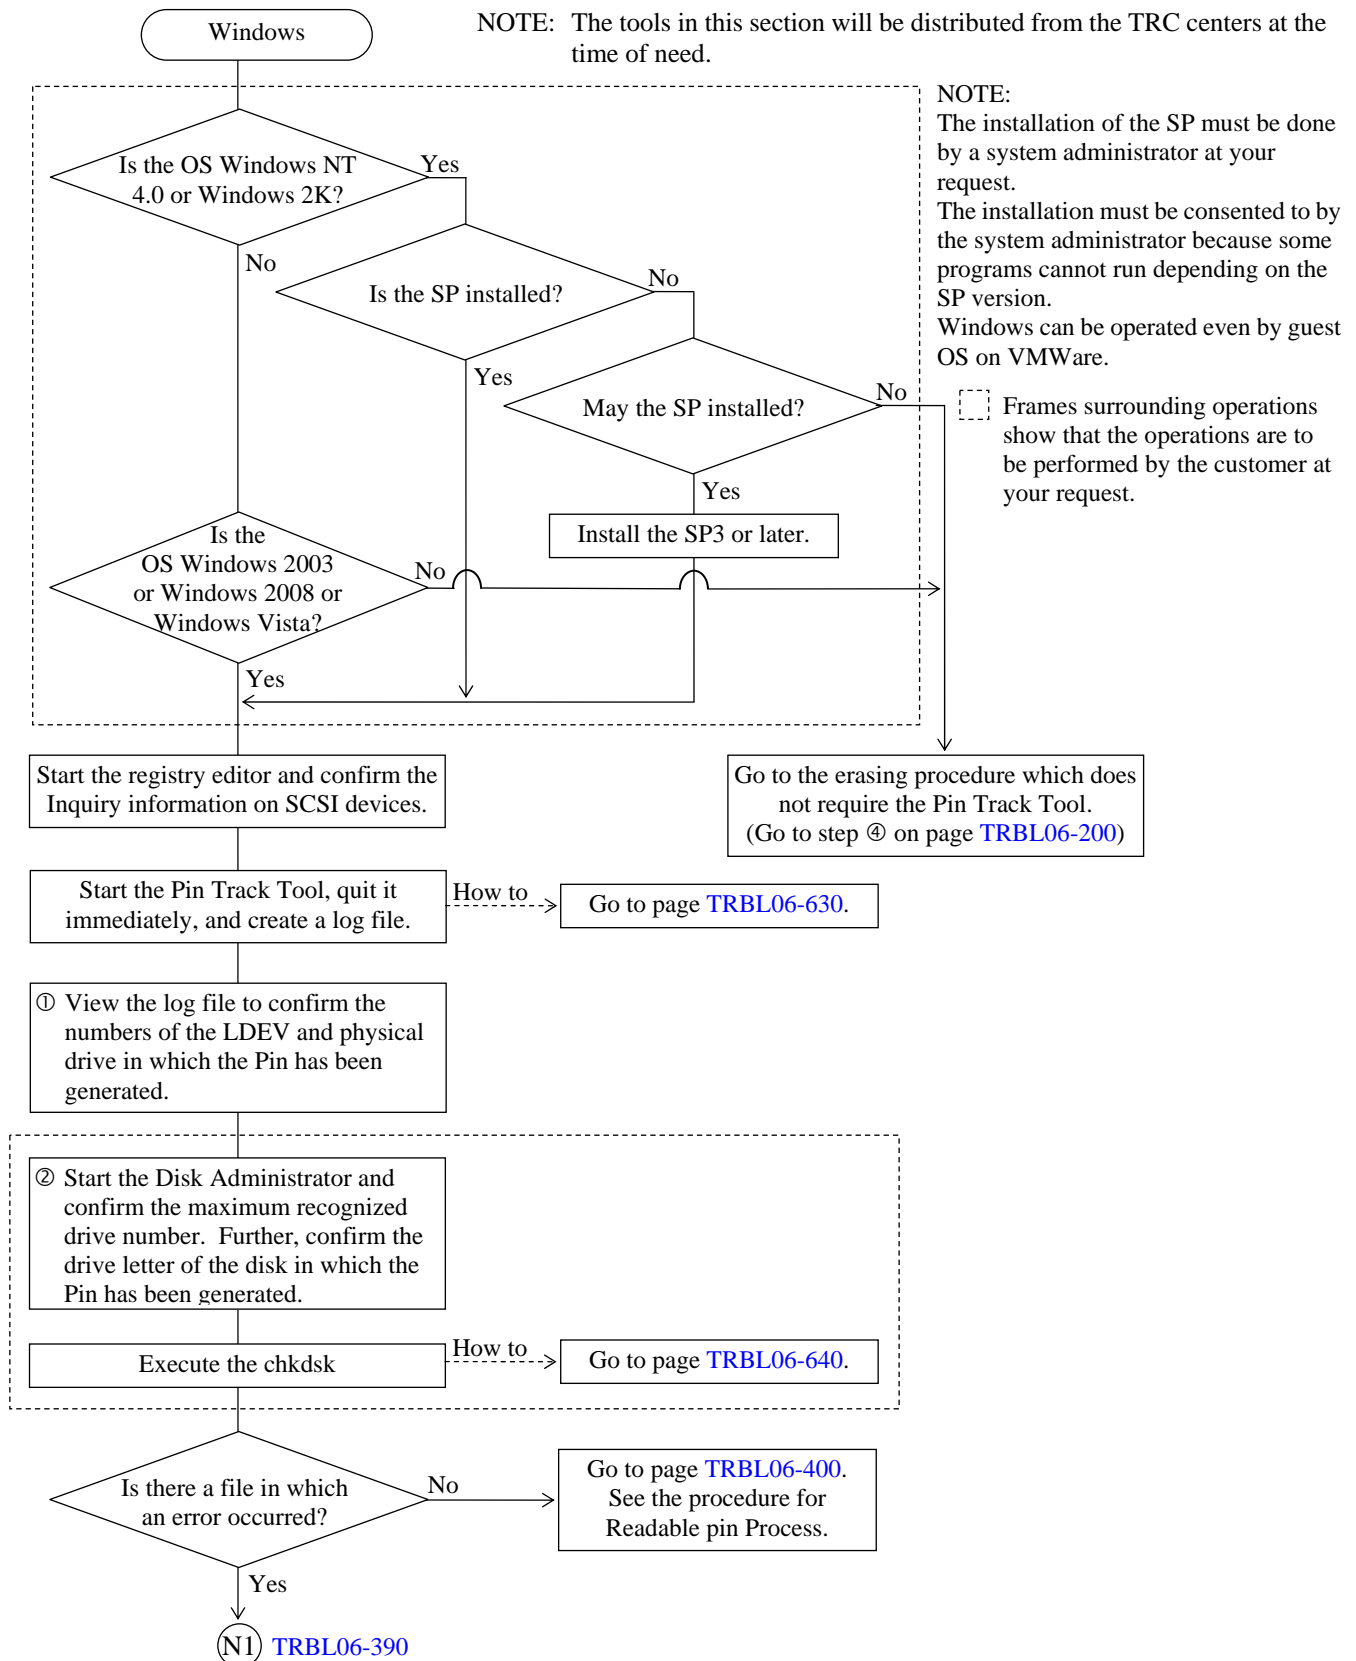 Windows
NOTE: The tools in this section will be distributed from the TRC centers at the
time of need.
NOTE:
The installation of the SP must be done
by a system administrator at your
request.
The installation must be consented to by
the system administrator because some
programs cannot run depending on the
SP version.
Windows can be operated even by guest
OS on VMWare.
Frames surrounding operations
show that the operations are to
be performed by the customer at
your request.
Is the OS Windows NT
4.0 or Windows 2K?
Yes
No
Is the SP installed?
No
Yes
May the SP installed?
No
Yes
Install the SP3 or later.
Is the
OS Windows 2003
or Windows 2008 or
Windows Vista?
No
Yes
Start the registry editor and confirm the
Inquiry information on SCSI devices.
Go to the erasing procedure which does
not require the Pin Track Tool.
(Go to step ④ on page TRBL06-200)
Start the Pin Track Tool, quit it
immediately, and create a log file.
How to
Go to page TRBL06-630.
① View the log file to confirm the
numbers of the LDEV and physical
drive in which the Pin has been
generated.
② Start the Disk Administrator and
confirm the maximum recognized
drive number. Further, confirm the
drive letter of the disk in which the
Pin has been generated.
Execute the chkdsk
How to
Go to page TRBL06-640.
Is there a file in which
an error occurred?
No
Go to page TRBL06-400.
See the procedure for
Readable pin Process.
Yes
N1 TRBL06-390